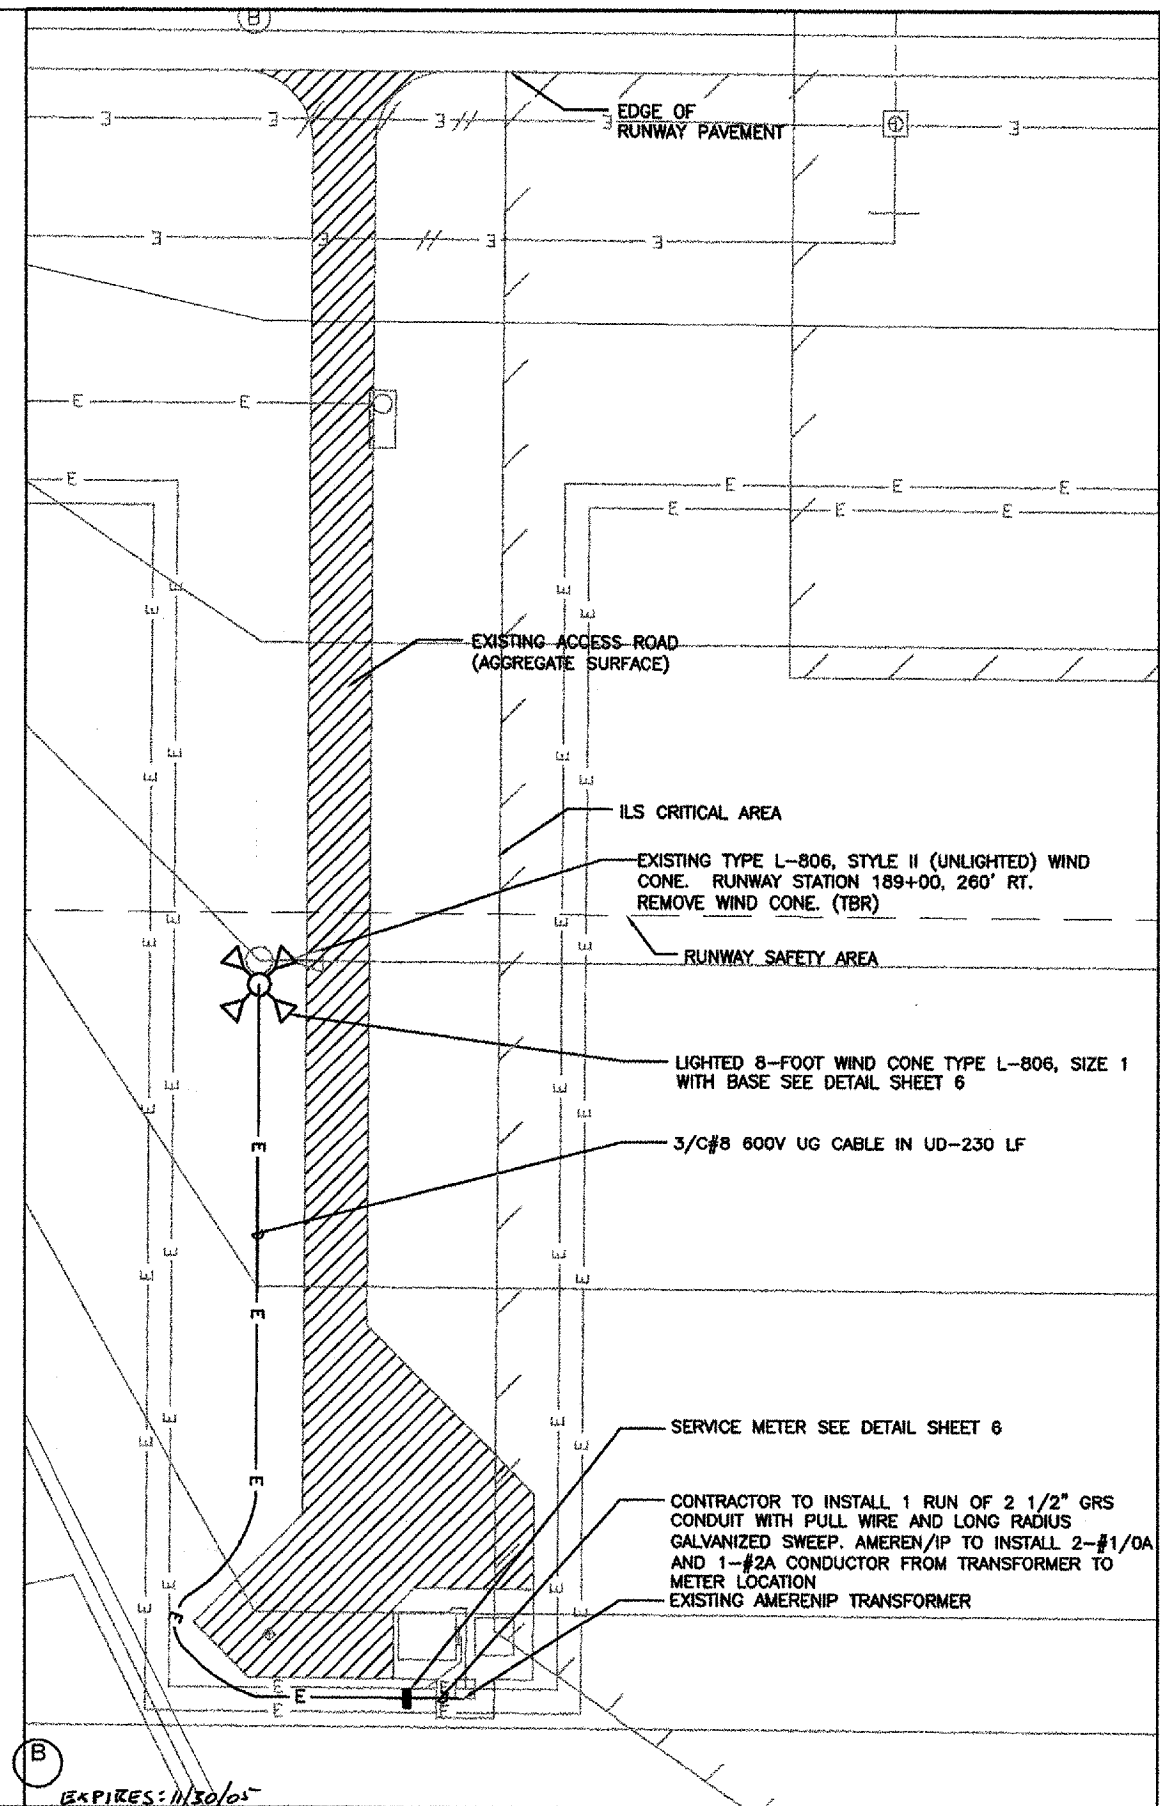 B
EDGE OF
RUNWAY PAVEMENT
E E E E E
E E E E
E E
E E E E
E E E
EXISTING ACCESS ROAD
(AGGREGATE SURFACE)
ILS CRITICAL AREA
EXISTING TYPE L-806, STYLE II (UNLIGHTED) WIND
CONE. RUNWAY STATION 189+00, 260' RT.
REMOVE WIND CONE. (TBR)
RUNWAY SAFETY AREA
LIGHTED 8-FOOT WIND CONE TYPE L-806, SIZE 1
WITH BASE SEE DETAIL SHEET 6
3/C#8 600V UG CABLE IN UD-230 LF
SERVICE METER SEE DETAIL SHEET 6
CONTRACTOR TO INSTALL 1 RUN OF 2 1/2" GRS
CONDUIT WITH PULL WIRE AND LONG RADIUS
GALVANIZED SWEEP. AMEREN/IP TO INSTALL 2-#1/0A
AND 1-#2A CONDUCTOR FROM TRANSFORMER TO
METER LOCATION
EXISTING AMERENIP TRANSFORMER
E E E
E E
B
EXPIRES: 11/30/05